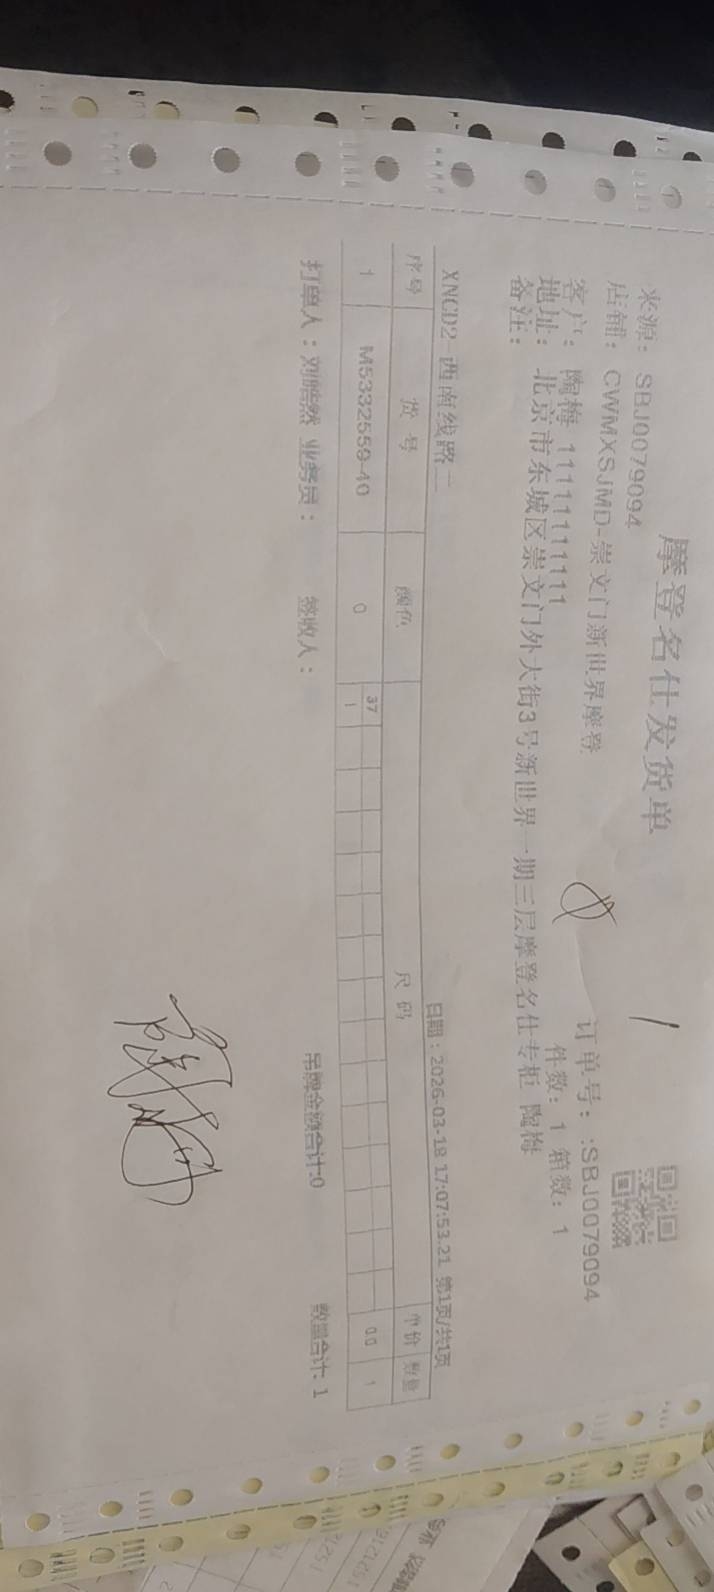 摩登名仕发货单
来源：SBJ0079094
订单号：:SBJ0079094
店铺：CWMXSJMD-崇文门新世界摩登
件数：1 箱数：1
客户：陶梅 11111111111
地址：北京市东城区崇文门外大街3号新世界一期三层摩登名仕专柜 陶梅
备注：
XNCD2-西南线路二
日期：2026-03-18 17:07:53.21 第1页/共1页
序号 货号 颜色 尺码 单价 数量
1 M5332559-40 0 37 0.0 1
1
打单人：刘皓然 业务员： 签收人： 吊牌金额合计:0 数量合计: 1